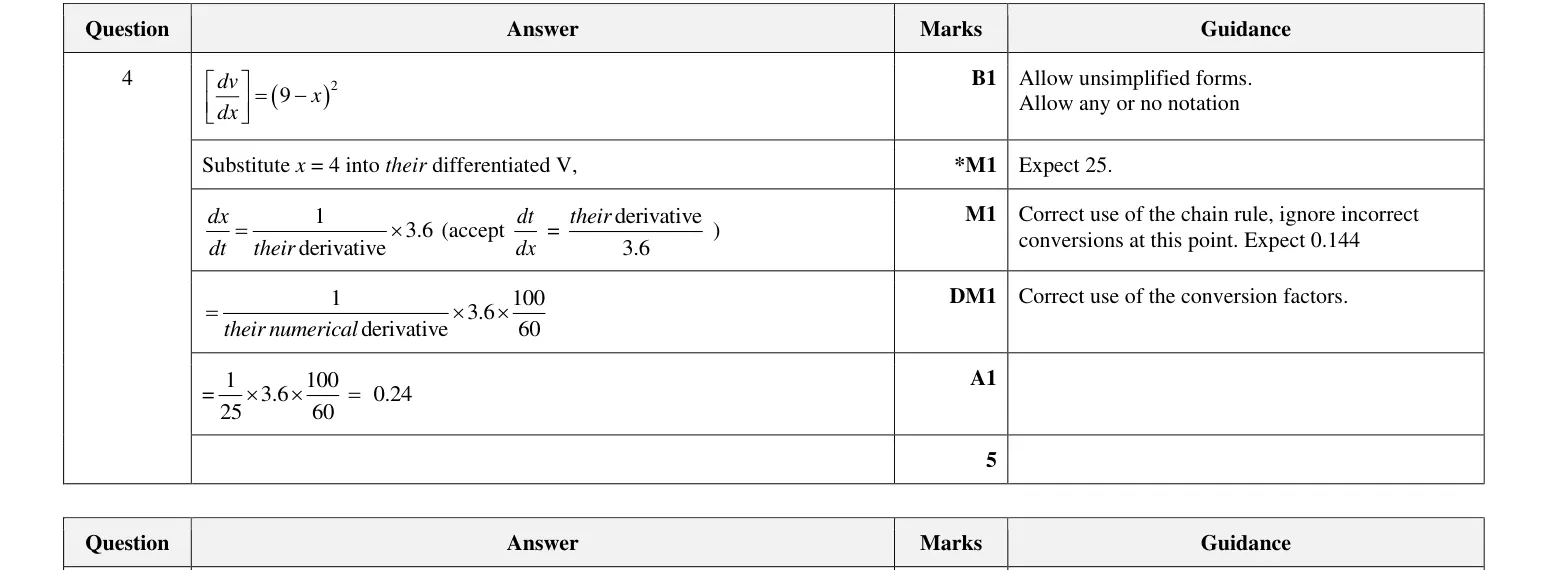 Question Answer Marks Guidance
4 [dv/dx] = (9 − x)² B1 Allow unsimplified forms.
Allow any or no notation
Substitute x = 4 into their differentiated V, *M1 Expect 25.
dx/dt = 1/(their derivative) × 3.6 (accept dt/dx = their derivative/3.6 ) M1 Correct use of the chain rule, ignore incorrect
conversions at this point. Expect 0.144
= 1/(their numerical derivative) × 3.6 × 100/60 DM1 Correct use of the conversion factors.
= 1/25 × 3.6 × 100/60 = 0.24 A1
5
Question Answer Marks Guidance